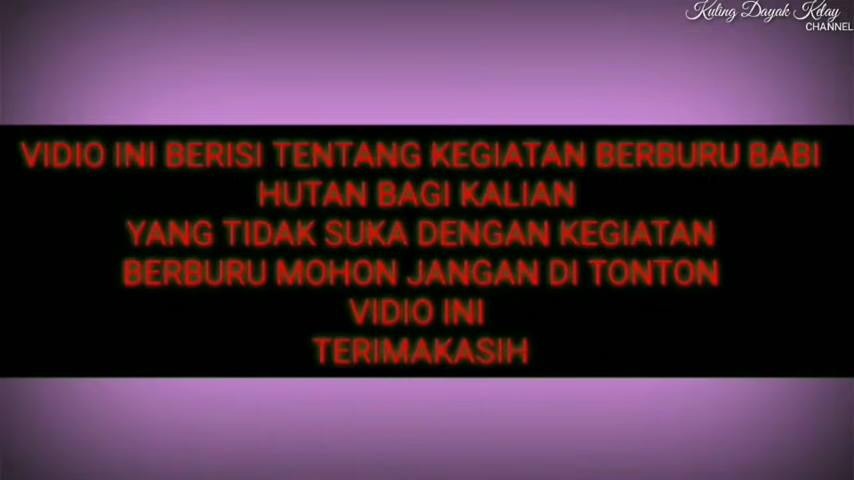 Kuling Dayak Kelay
CHANNEL
VIDIO INI BERISI TENTANG KEGIATAN BERBURU BABI
HUTAN BAGI KALIAN
YANG TIDAK SUKA DENGAN KEGIATAN
BERBURU MOHON JANGAN DI TONTON
VIDIO INI
TERIMAKASIH